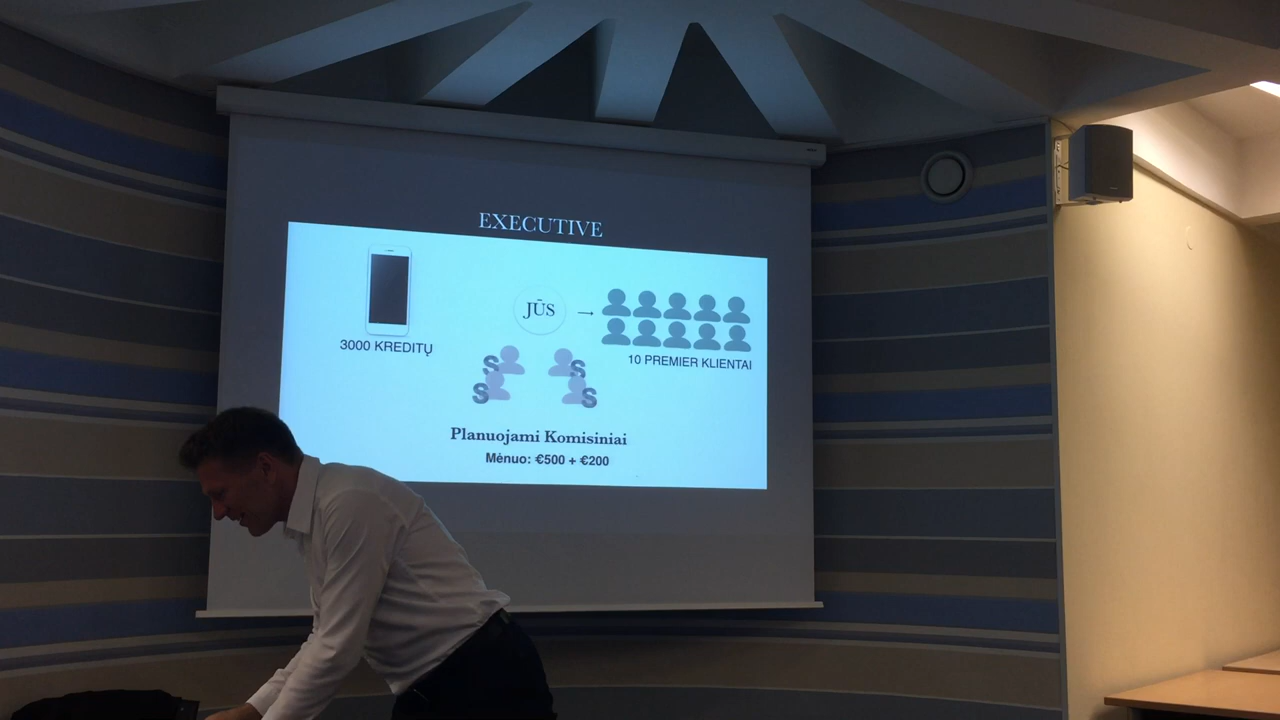 EXECUTIVE
JŪS →
3000 KREDITŲ
10 PREMIER KLIENTAI
S S
S S
Planuojami Komisiniai
Mėnuo: €500 + €200